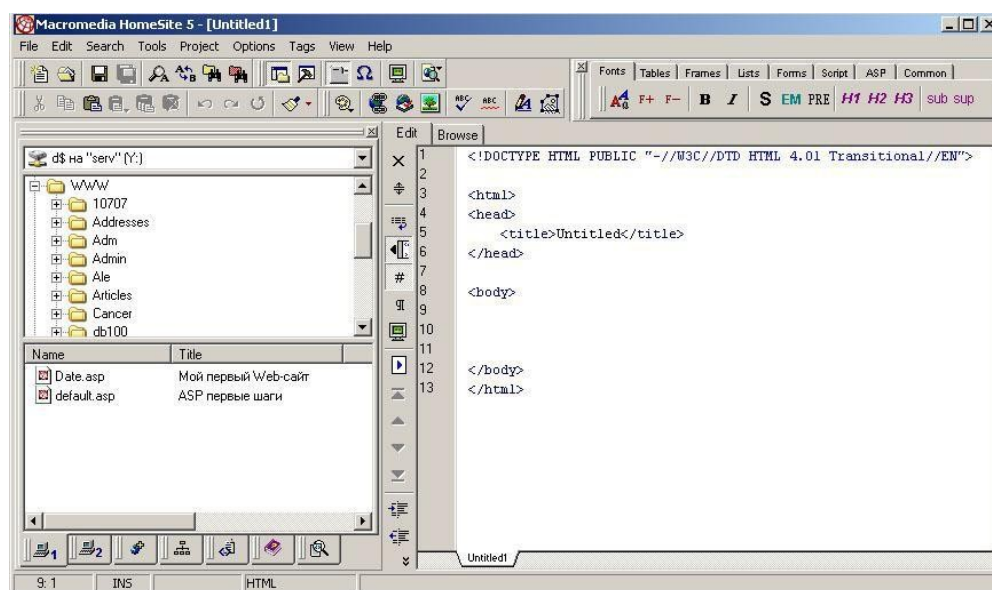 Macromedia HomeSite 5 - [Untitled1]
File Edit Search Tools Project Options Tags View Help
Fonts Tables Frames Lists Forms Script ASP Common
F+ F- B I S EM PRE H1 H2 H3 sub sup
d$ на "serv" (Y:)
WWW
10707
Addresses
Adm
Admin
Ale
Articles
Cancer
db100
Name Title
Date.asp Мой первый Web-сайт
default.asp ASP первые шаги
Edit Browse
1 <!DOCTYPE HTML PUBLIC "-//W3C//DTD HTML 4.01 Transitional//EN">
2
3 <html>
4 <head>
5 <title>Untitled</title>
6 </head>
7
8 <body>
9
10
11
12 </body>
13 </html>
Untitled1
9: 1 INS HTML